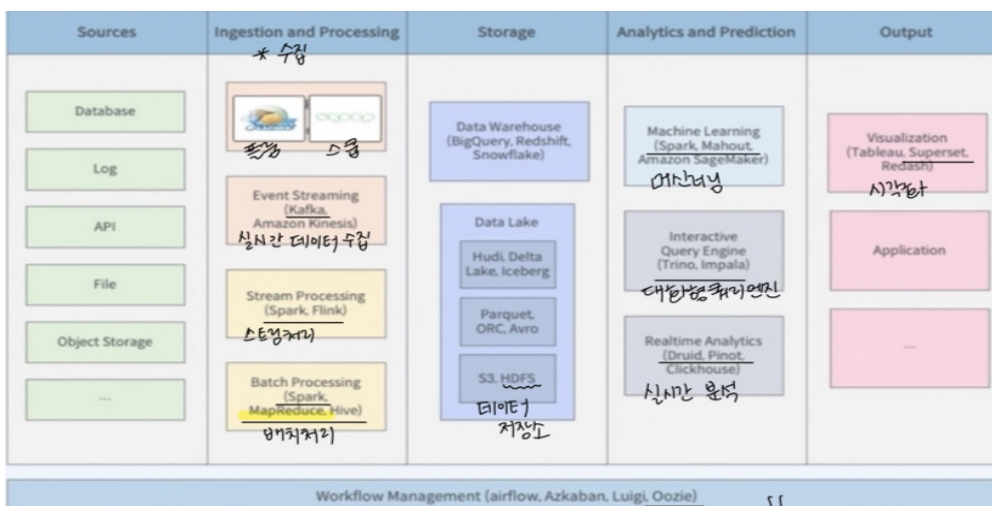 Sources
Ingestion and Processing
Storage
Analytics and Prediction
Output
* 수집
Database
Log
API
File
Object Storage
...
플룸
스쿱
Event Streaming
(Kafka,
Amazon Kinesis)
실시간 데이터 수집
Stream Processing
(Spark, Flink)
스트림처리
Batch Processing
(Spark,
MapReduce, Hive)
배치처리
Data Warehouse
(BigQuery, Redshift,
Snowflake)
Data Lake
Hudi, Delta
Lake, Iceberg
Parquet,
ORC, Avro
S3, HDFS
데이터
저장소
Machine Learning
(Spark, Mahout,
Amazon SageMaker)
머신러닝
Interactive
Query Engine
(Trino, Impala)
대화형 쿼리엔진
Realtime Analytics
(Druid, Pinot,
Clickhouse)
실시간 분석
Visualization
(Tableau, Superset,
Redash)
시각화
Application
...
Workflow Management (airflow, Azkaban, Luigi, Oozie)